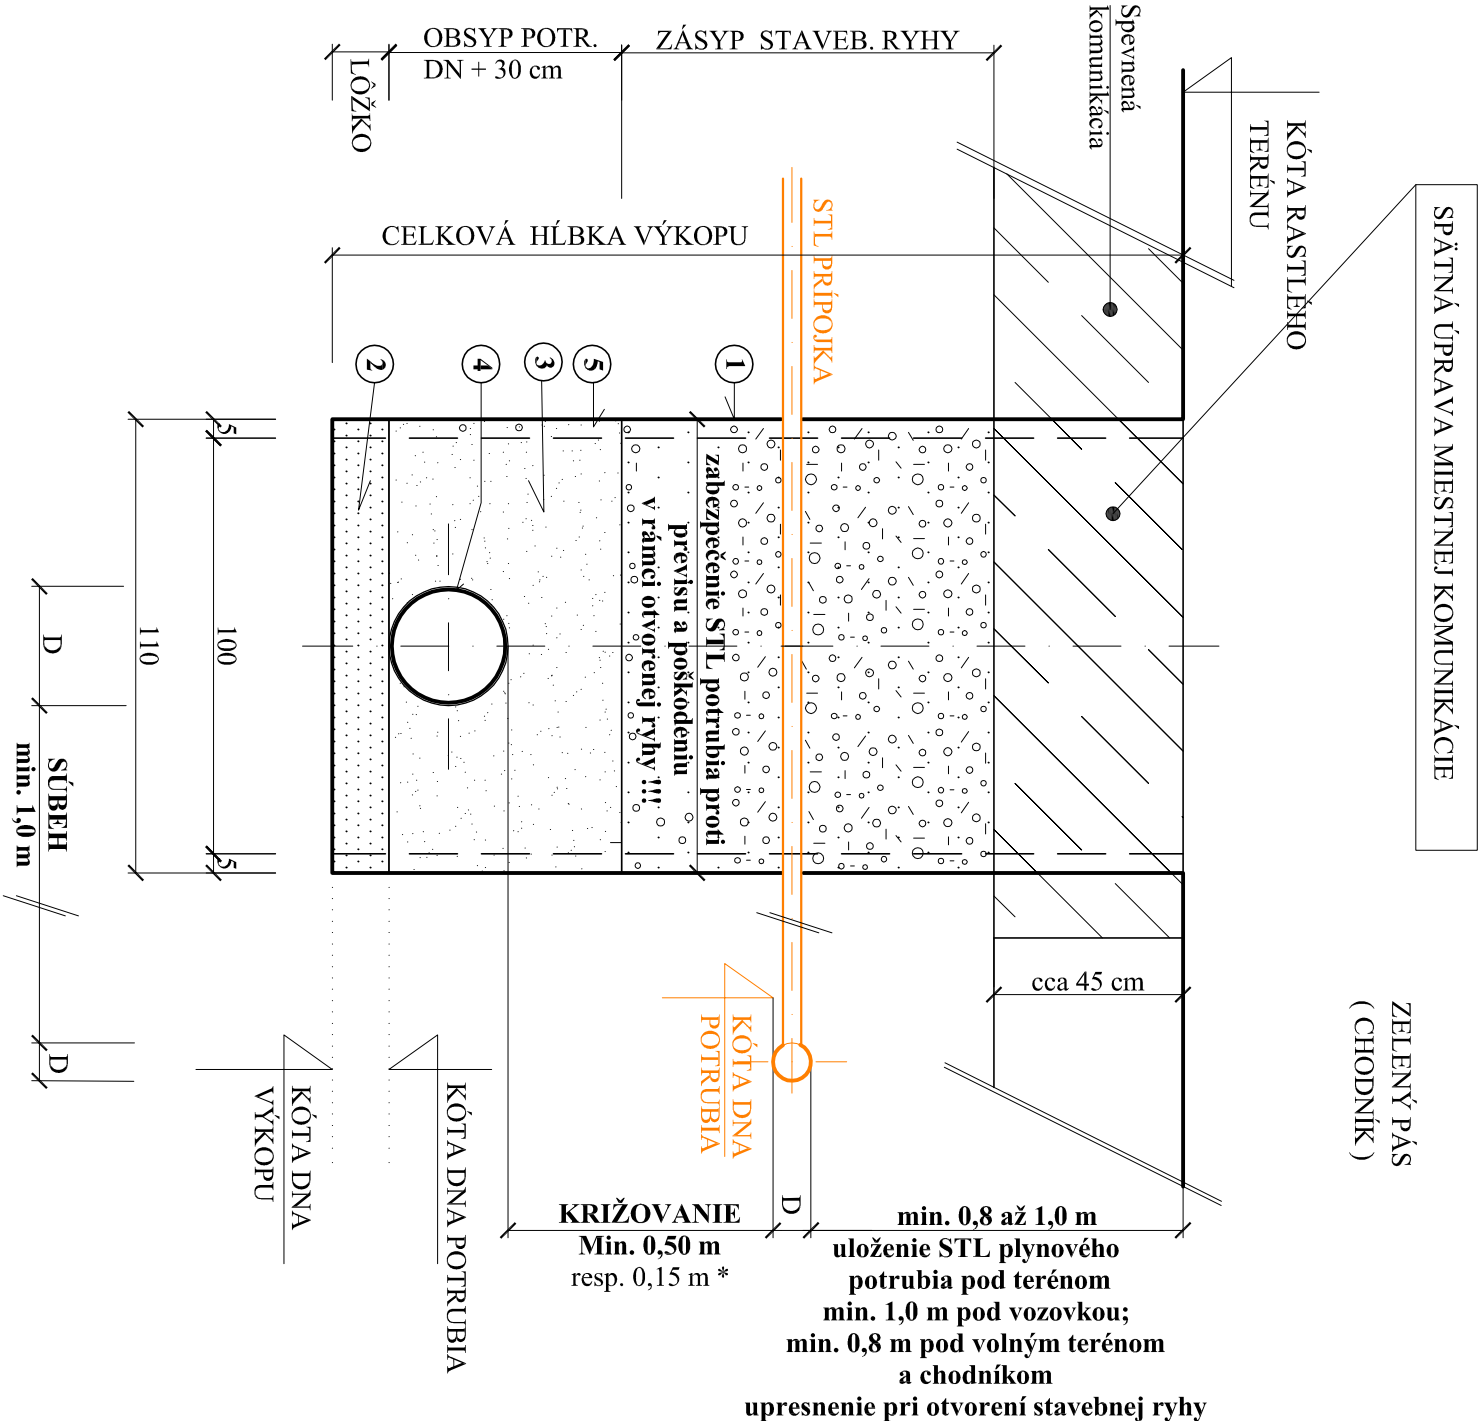 OBSYP POTR.
DN + 30 cm
ZÁSYP  STAVEB. RYHY
LÔŽKO
Spevnená
komunikácia
KÓTA RASTLÉHO
TERÉNU
SPÄTNÁ ÚPRAVA MIESTNEJ KOMUNIKÁCIE
CELKOVÁ  HĹBKA VÝKOPU
STL PRÍPOJKA
2
4
3
5
1
5
100
5
110
zabezpečenie STL potrubia proti
previsu a poškodeniu
v rámci otvorenej ryhy !!!
D
SÚBEH
min. 1,0 m
D
cca 45 cm
ZELENÝ PÁS
( CHODNÍK )
KÓTA DNA
POTRUBIA
KÓTA DNA POTRUBIA
KÓTA DNA
VÝKOPU
KRIŽOVANIE
Min. 0,50 m
resp. 0,15 m *
D
min. 0,8 až 1,0 m
uloženie STL plynového
potrubia pod terénom
min. 1,0 m pod vozovkou;
min. 0,8 m pod volným terénom
a chodníkom
upresnenie pri otvorení stavebnej ryhy